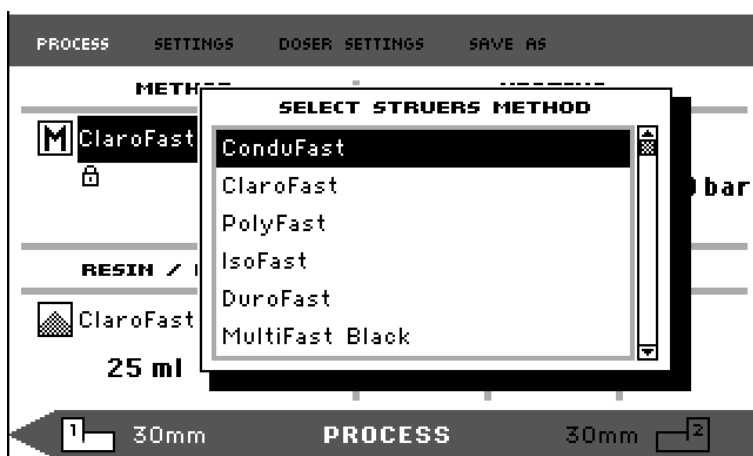 PROCESS SETTINGS DOSER SETTINGS SAVE AS
SELECT STRUERS METHOD
M ClaroFast
ConduFast
ClaroFast
PolyFast
bar
IsoFast
DuroFast
MultiFast Black
RESIN /
ClaroFast
25 ml
1 30mm PROCESS 30mm 2